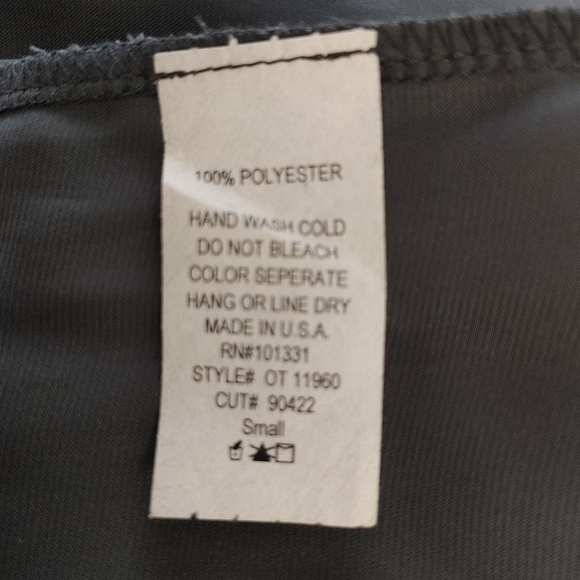 100% POLYESTER
HAND WASH COLD
DO NOT BLEACH
COLOR SEPERATE
HANG OR LINE DRY
MADE IN U.S.A.
RN#101331
STYLE# OT 11960
CUT# 90422
Small